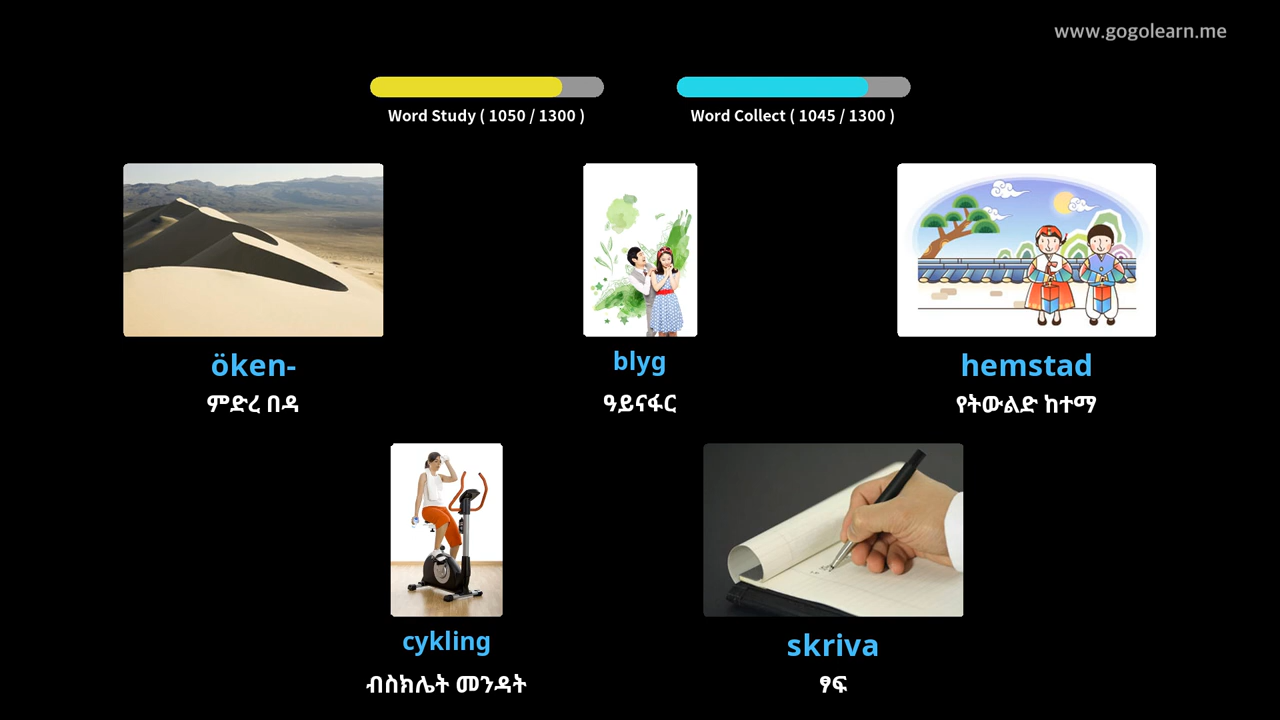 www.gogolearn.me
Word Study ( 1050 / 1300 )
Word Collect ( 1045 / 1300 )
öken-
ምድረ በዳ
blyg
ዓይናፋር
hemstad
የትውልድ ከተማ
cykling
ብስክሌት መንዳት
skriva
ፃፍ